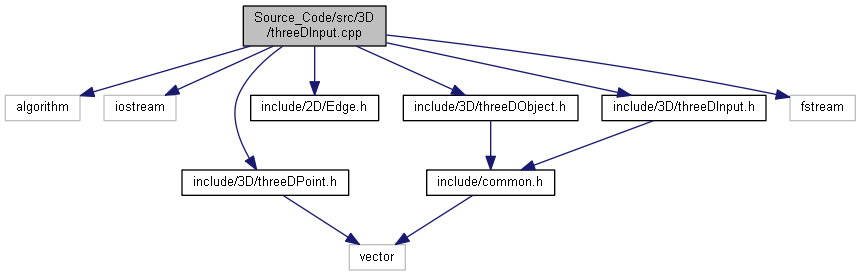 Source_Code/src/3D
/threeDInput.cpp
algorithm
iostream
include/2D/Edge.h
include/3D/threeDObject.h
include/3D/threeDInput.h
fstream
include/3D/threeDPoint.h
include/common.h
vector